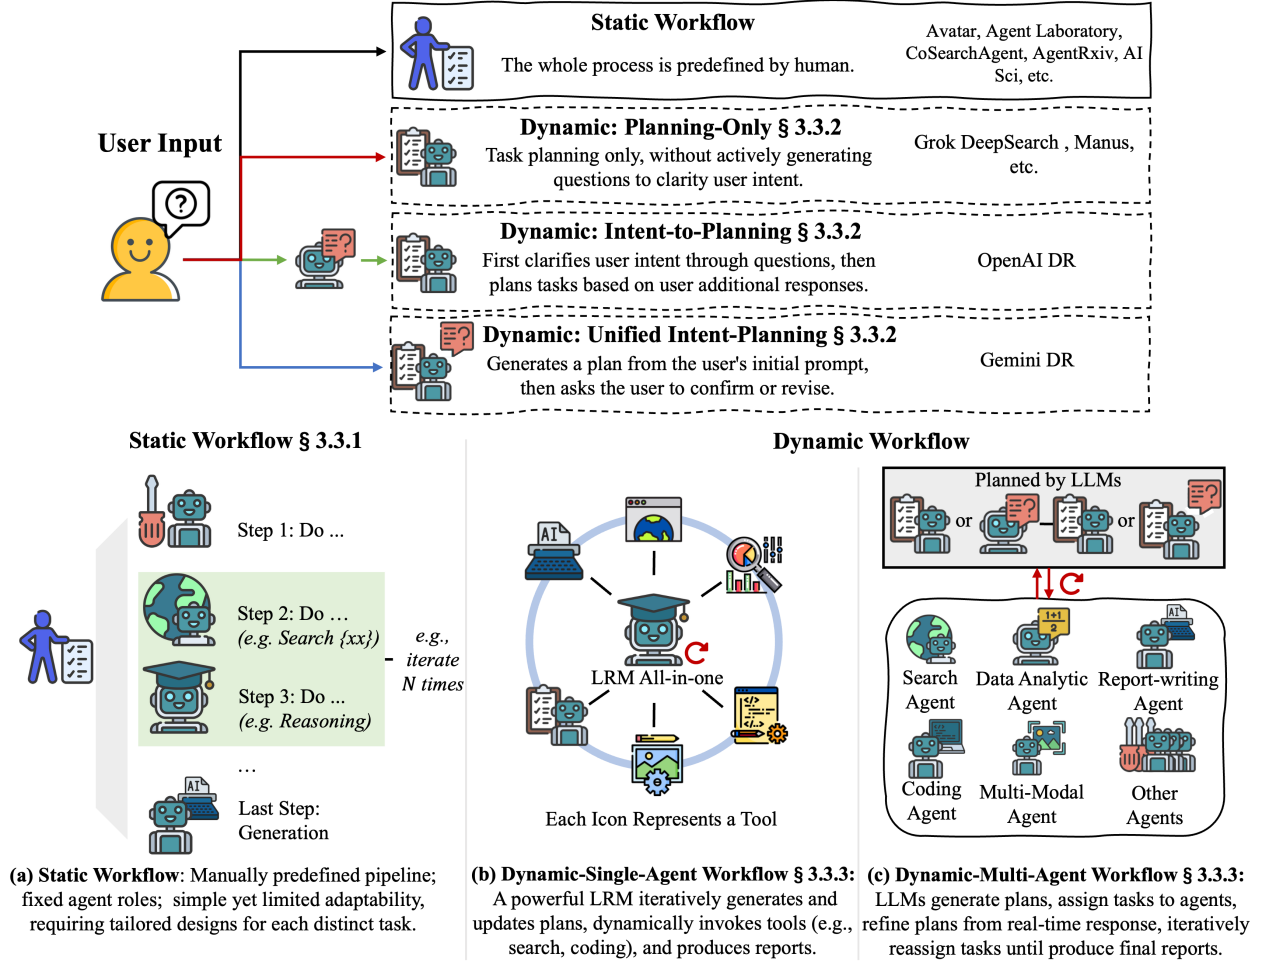 Static Workflow
The whole process is predefined by human.
Avatar, Agent Laboratory,
CoSearchAgent, AgentRxiv, AI
Sci, etc.
User Input
?
Dynamic: Planning-Only § 3.3.2
Task planning only, without actively generating
questions to clarity user intent.
Grok DeepSearch , Manus,
etc.
?
Dynamic: Intent-to-Planning § 3.3.2
First clarifies user intent through questions, then
plans tasks based on user additional responses.
OpenAI DR
?
Dynamic: Unified Intent-Planning § 3.3.2
Generates a plan from the user's initial prompt,
then asks the user to confirm or revise.
Gemini DR
Static Workflow § 3.3.1
Step 1: Do ...
Step 2: Do ...
(e.g. Search {xx})
Step 3: Do ...
(e.g. Reasoning)
e.g.,
iterate
N times
...
AI
Last Step:
Generation
(a) Static Workflow: Manually predefined pipeline;
fixed agent roles; simple yet limited adaptability,
requiring tailored designs for each distinct task.
Dynamic Workflow
AI
LRM All-in-one
Each Icon Represents a Tool
(b) Dynamic-Single-Agent Workflow § 3.3.3:
A powerful LRM iteratively generates and
updates plans, dynamically invokes tools (e.g.,
search, coding), and produces reports.
Planned by LLMs
or
?
or
?
1+1
2
AI
Search
Agent
Data Analytic
Agent
Report-writing
Agent
Coding
Agent
Multi-Modal
Agent
Other
Agents
(c) Dynamic-Multi-Agent Workflow § 3.3.3:
LLMs generate plans, assign tasks to agents,
refine plans from real-time response, iteratively
reassign tasks until produce final reports.